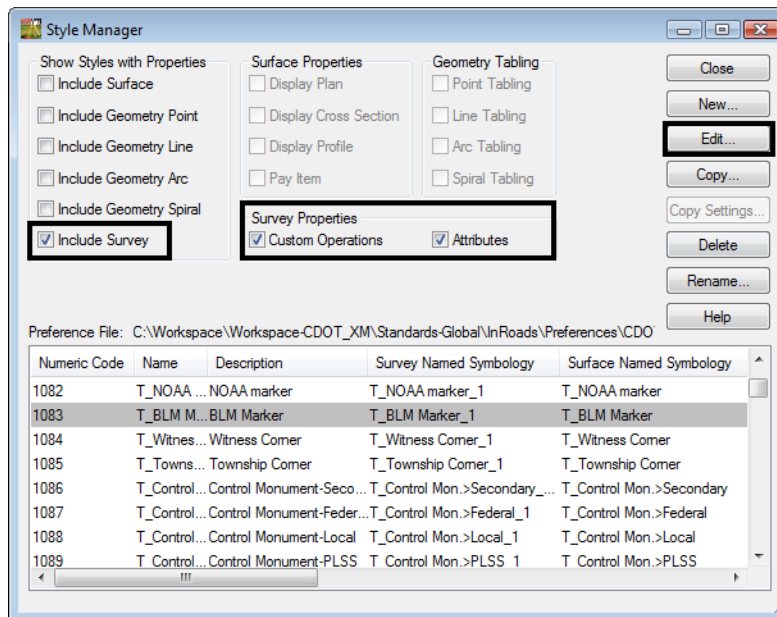 Style Manager
Show Styles with Properties
Include Surface
Include Geometry Point
Include Geometry Line
Include Geometry Arc
Include Geometry Spiral
Include Survey
Surface Properties
Display Plan
Display Cross Section
Display Profile
Pay Item
Geometry Tabling
Point Tabling
Line Tabling
Arc Tabling
Spiral Tabling
Survey Properties
Custom Operations
Attributes
Close
New...
Edit...
Copy...
Copy Settings...
Delete
Rename...
Help
Preference File: C:\Workspace\Workspace-CDOT_XM\Standards-Global\InRoads\Preferences\CDO
Numeric Code Name Description Survey Named Symbology Surface Named Symbology
1082 T_NOAA ... NOAA marker T_NOAA marker_1 T_NOAA marker
1083 T_BLM M... BLM Marker T_BLM Marker_1 T_BLM Marker
1084 T_Witnes... Witness Corner T_Witness Corner_1 T_Witness Corner
1085 T_Towns... Township Corner T_Township Corner_1 T_Township Corner
1086 T_Control... Control Monument-Seco... T_Control Mon.>Secondary_... T_Control Mon.>Secondary
1087 T_Control... Control Monument-Feder... T_Control Mon.>Federal_1 T_Control Mon.>Federal
1088 T_Control... Control Monument-Local T_Control Mon.>Local_1 T_Control Mon.>Local
1089 T_Control... Control Monument-PLSS T_Control Mon.>PLSS_1 T_Control Mon.>PLSS